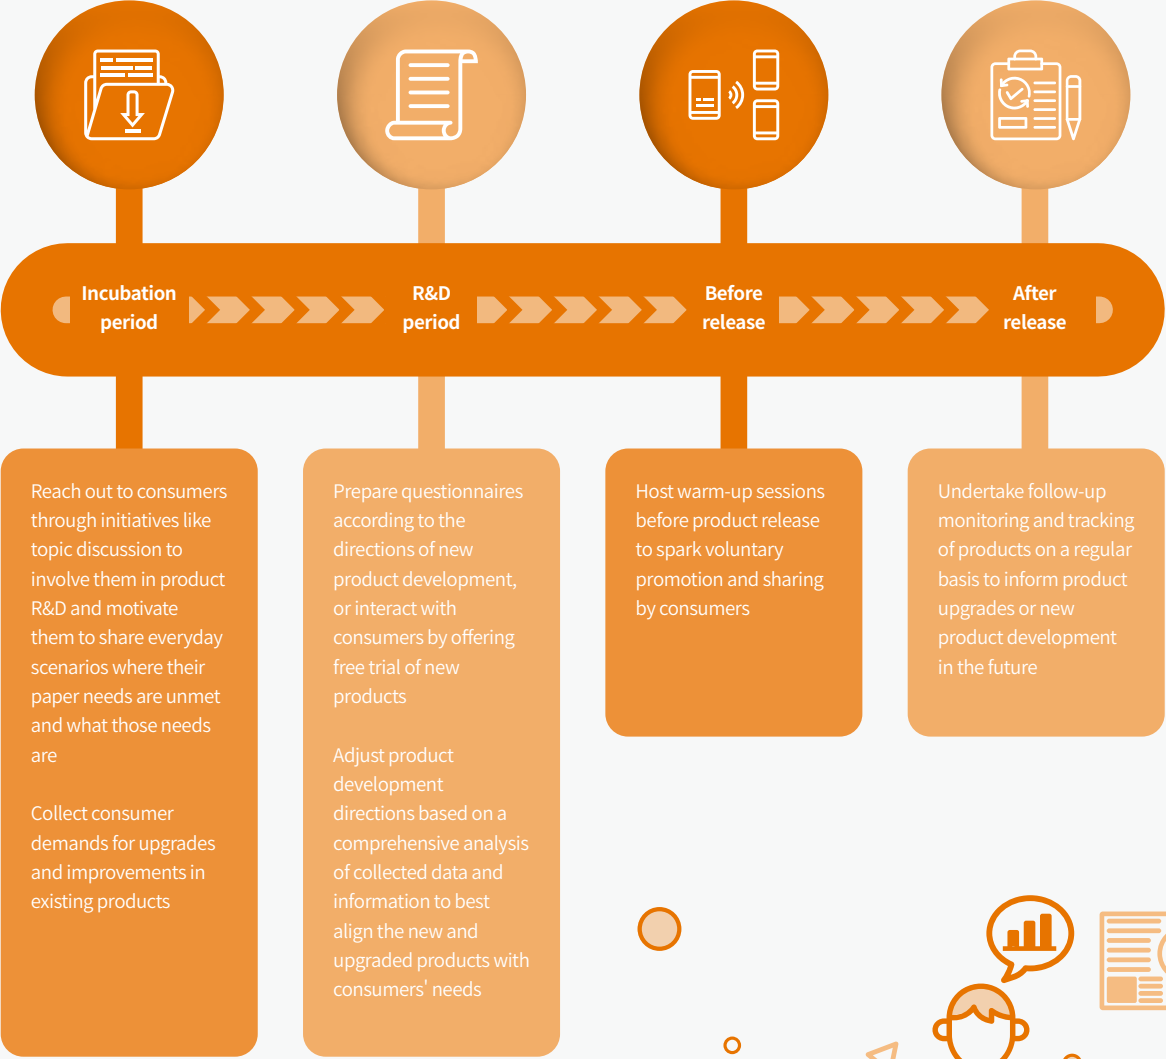 Incubation
period
R&D
period
Before
release
After
release
Reach out to consumers
through initiatives like
topic discussion to
involve them in product
R&D and motivate
them to share everyday
scenarios where their
paper needs are unmet
and what those needs
are
Collect consumer
demands for upgrades
and improvements in
existing products
Prepare questionnaires
according to the
directions of new
product development,
or interact with
consumers by offering
free trial of new
products
Adjust product
development
directions based on a
comprehensive analysis
of collected data and
information to best
align the new and
upgraded products with
consumers' needs
Host warm-up sessions
before product release
to spark voluntary
promotion and sharing
by consumers
Undertake follow-up
monitoring and tracking
of products on a regular
basis to inform product
upgrades or new
product development
in the future